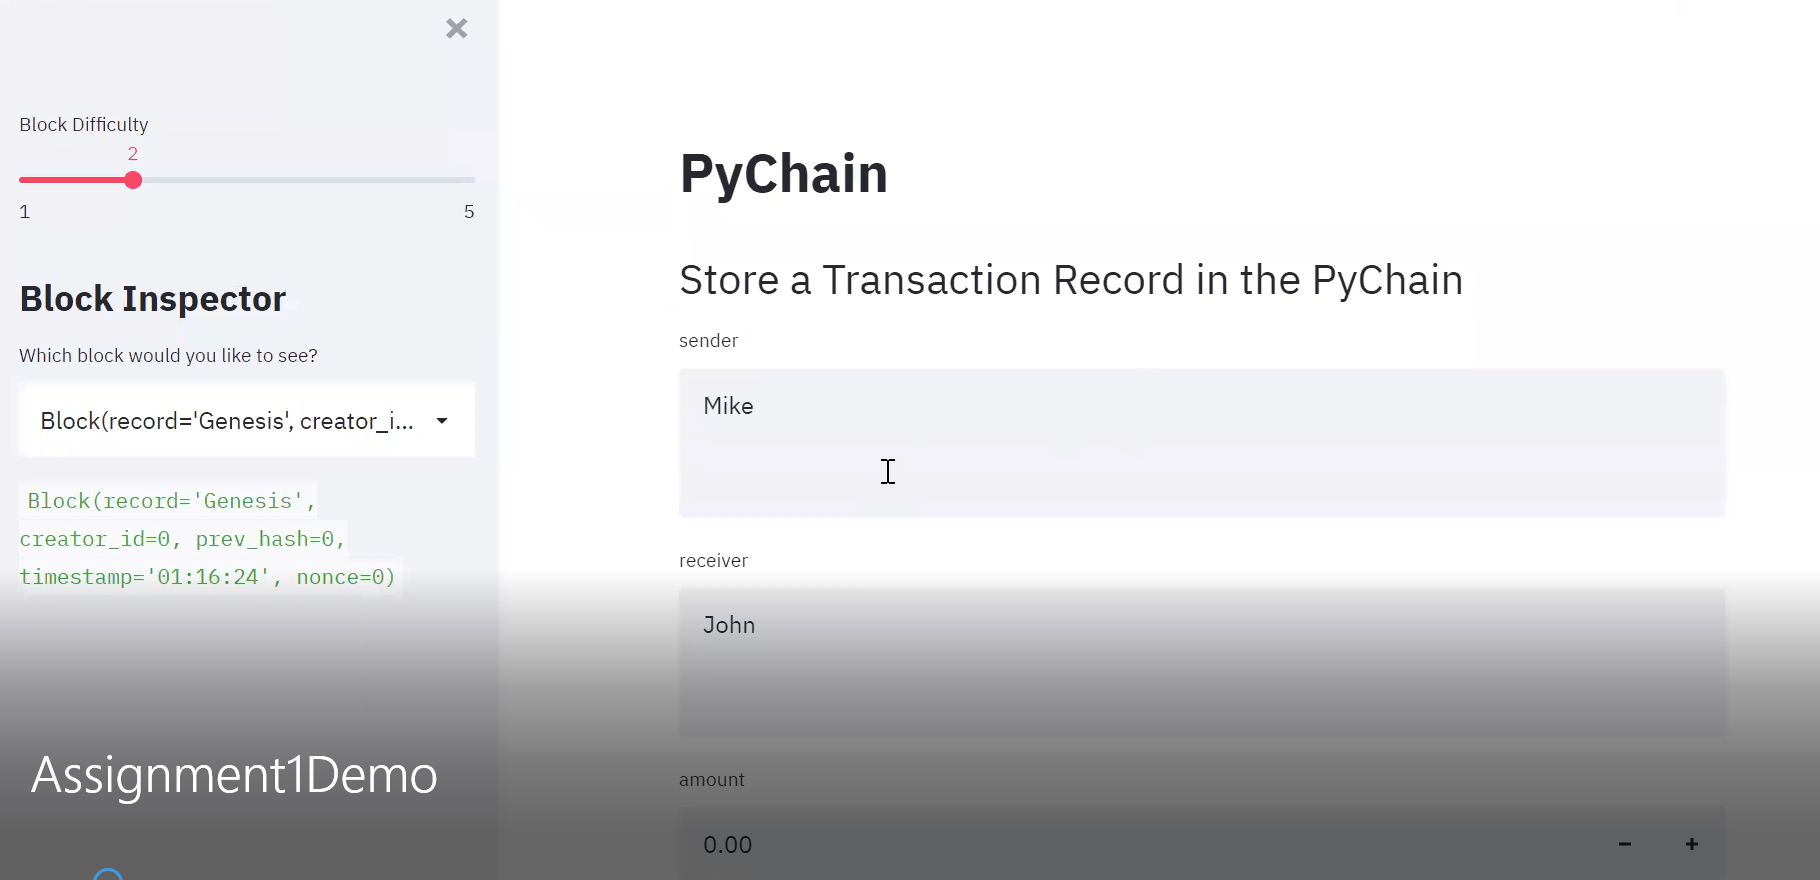 Block Difficulty
2
1 5
Block Inspector
Which block would you like to see?
Block(record='Genesis', creator_i...
Block(record='Genesis',
creator_id=0, prev_hash=0,
timestamp='01:16:24', nonce=0)
PyChain
Store a Transaction Record in the PyChain
sender
Mike
receiver
John
amount
0.00
Assignment1Demo